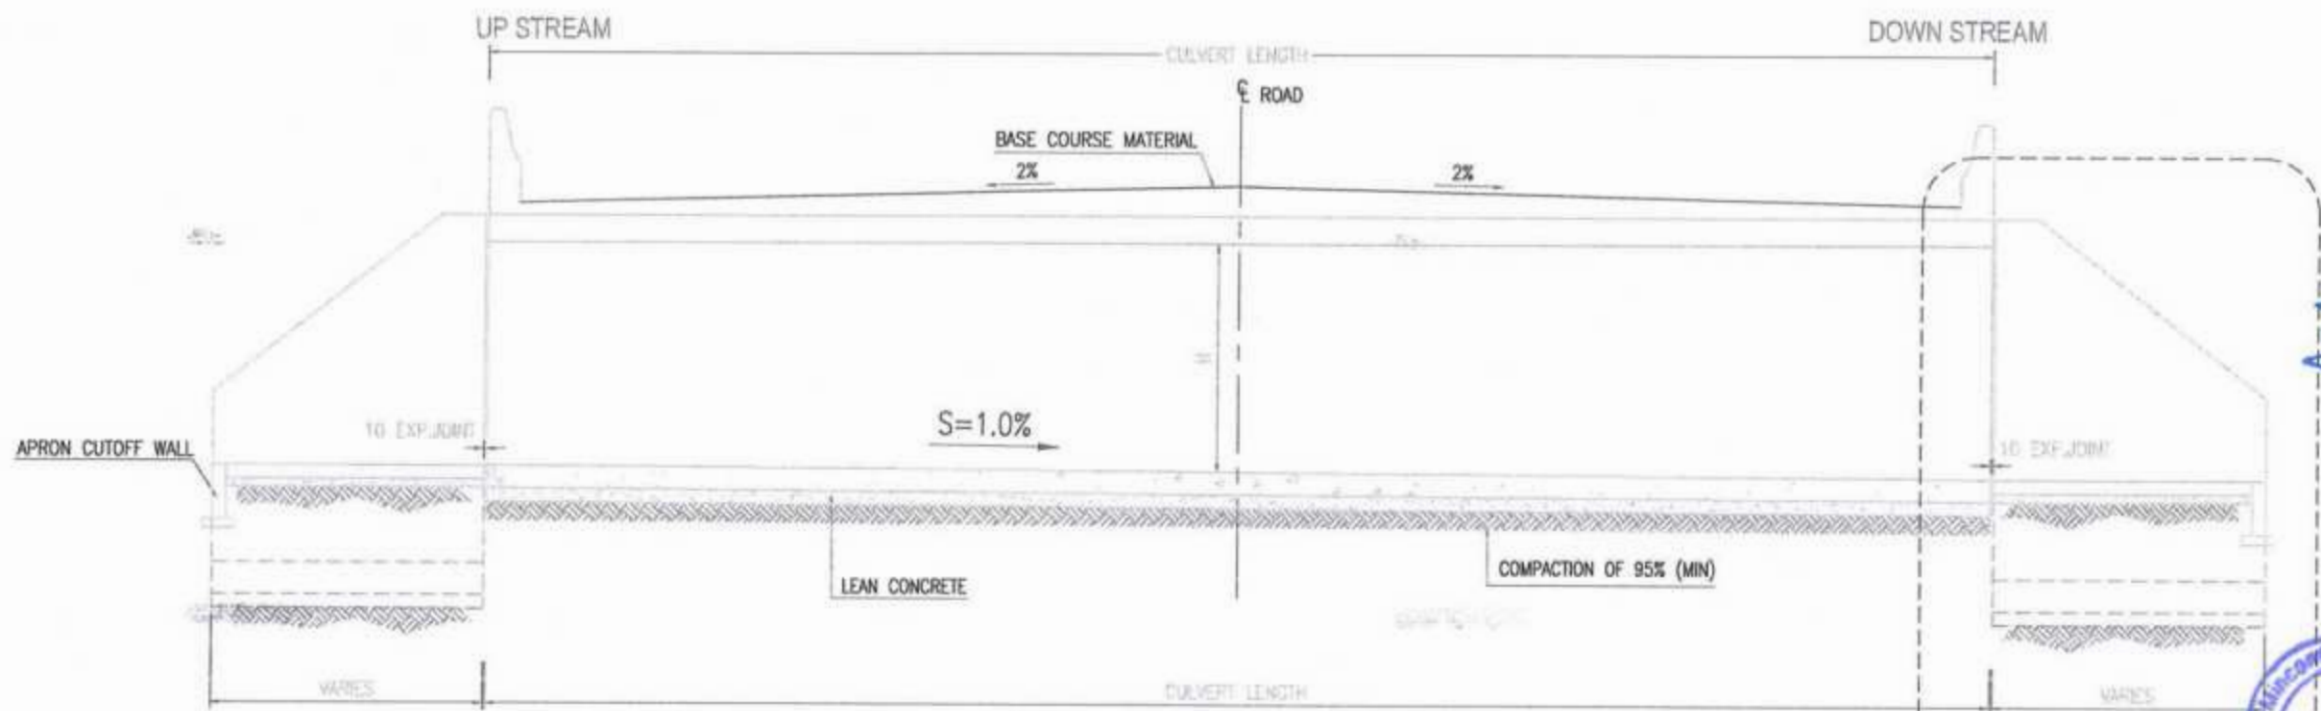 UP STREAM
DOWN STREAM
CULVERT LENGTH
℄ ROAD
BASE COURSE MATERIAL
2%
2%
H
S=1.0%
10 EXP.JOINT
10 EXP.JOINT
APRON CUTOFF WALL
COMPACTION OF 95% (MIN)
LEAN CONCRETE
VARIES
CULVERT LENGTH
VARIES